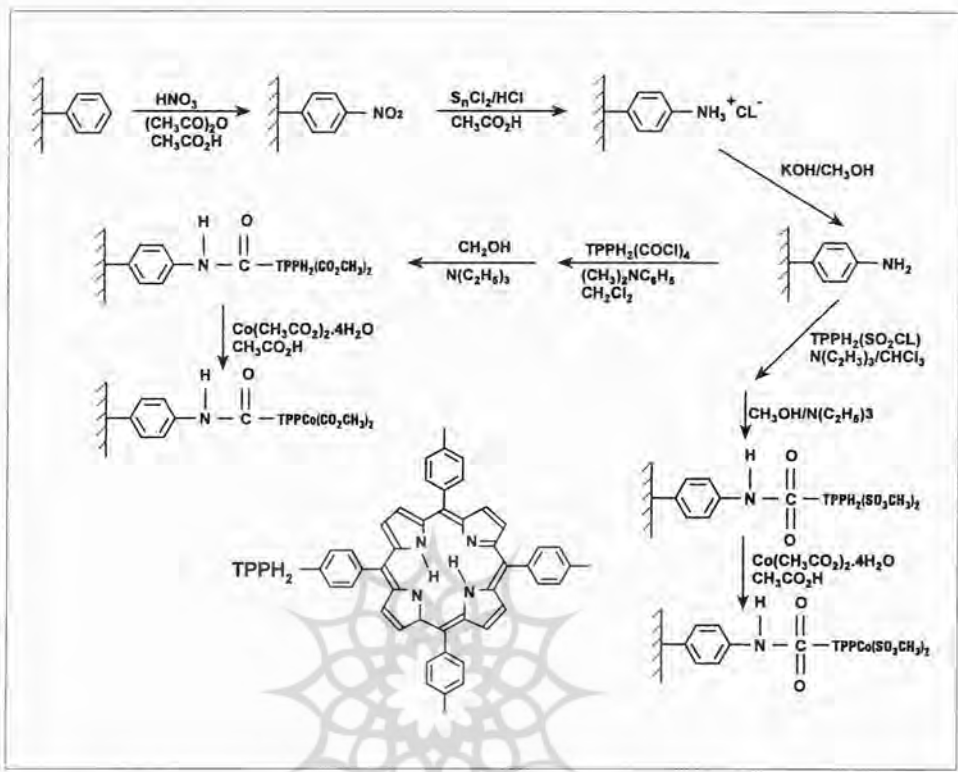 HNO₃
(CH₃CO)₂O
CH₃CO₂H
NO₂
SnCl₂/HCl
CH₃CO₂H
NH₃⁺CL⁻
KOH/CH₃OH
NH₂
TPPH₂(COCl)₄
(CH₃)₂NC₆H₅
CH₂Cl₂
CH₂OH
N(C₂H₅)₃
H
O
N
C
TPPH₂(CO₂CH₃)₂
Co(CH₃CO₂)₂.4H₂O
CH₃CO₂H
H
O
N
C
TPPCo(CO₂CH₃)₂
TPPH₂(SO₂CL)
N(C₂H₃)₃/CHCl₃
CH₃OH/N(C₂H₅)3
H
O
N
C
TPPH₂(SO₃CH₃)₂
O
Co(CH₃CO₂)₂.4H₂O
CH₃CO₂H
H
O
N
C
TPPCo(SO₃CH₃)₂
O
TPPH₂
N
N
H
H
N
N